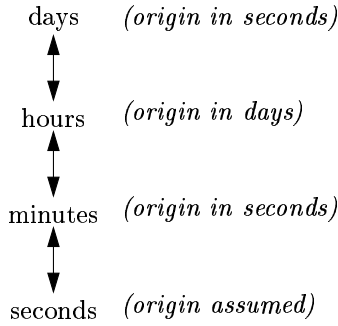 days (origin in seconds)
hours (origin in days)
minutes (origin in seconds)
seconds (origin assumed)